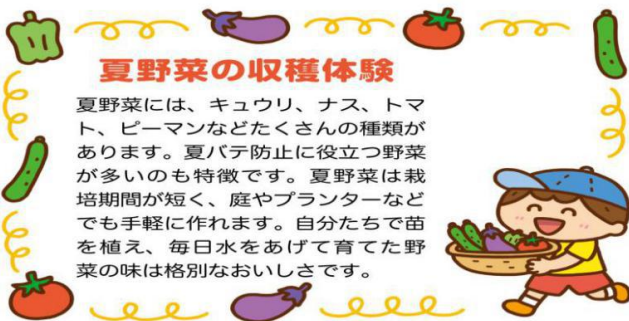 夏野菜の収穫体験
夏野菜には、キュウリ、ナス、トマ
ト、ピーマンなどたくさんの種類が
あります。夏バテ防止に役立つ野菜
が多いのも特徴です。夏野菜は栽
培期間が短く、庭やプランターなど
でも手軽に作れます。自分たちで苗
を植え、毎日水をあげて育てた野
菜の味は格別なおいしさです。